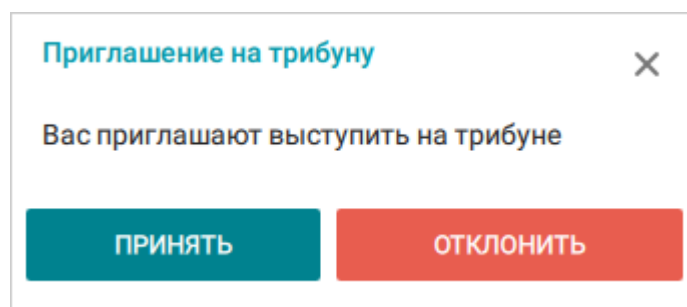 Приглашение на трибуну
Вас приглашают выступить на трибуне
ПРИНЯТЬ
ОТКЛОНИТЬ